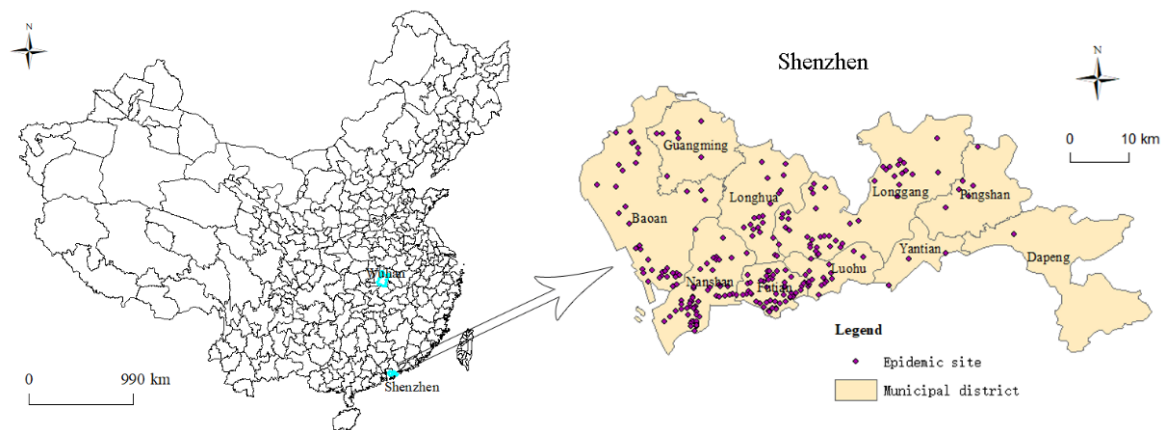 N
Wuhan
Shenzhen
0 990 km
Shenzhen
N
0 10 km
Guangming
Longhua
Longgang
Pingshan
Baoan
Yantian
Luohu
Dapeng
Nanshan
Futian
Legend
Epidemic site
Municipal district